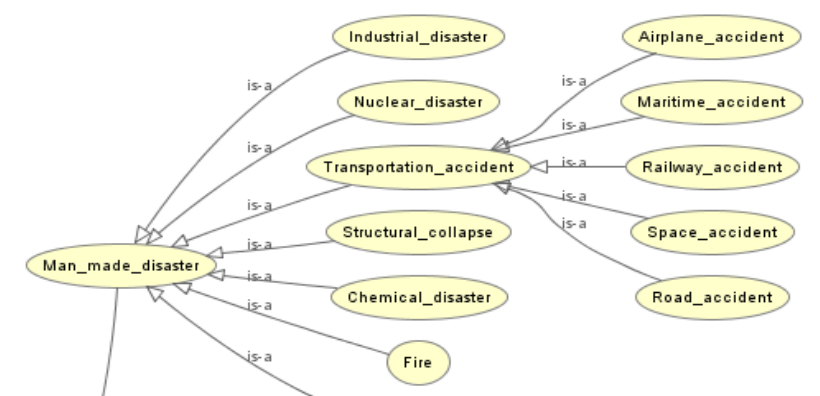 Industrial_disaster
Airplane_accident
is-a
is-a
Nuclear_disaster
Maritime_accident
is-a
is-a
Transportation_accident
is-a
Railway_accident
is-a
is-a
Structural_collapse
is-a
Space_accident
is-a
Man_made_disaster
is-a
Chemical_disaster
Road_accident
is-a
is-a
Fire